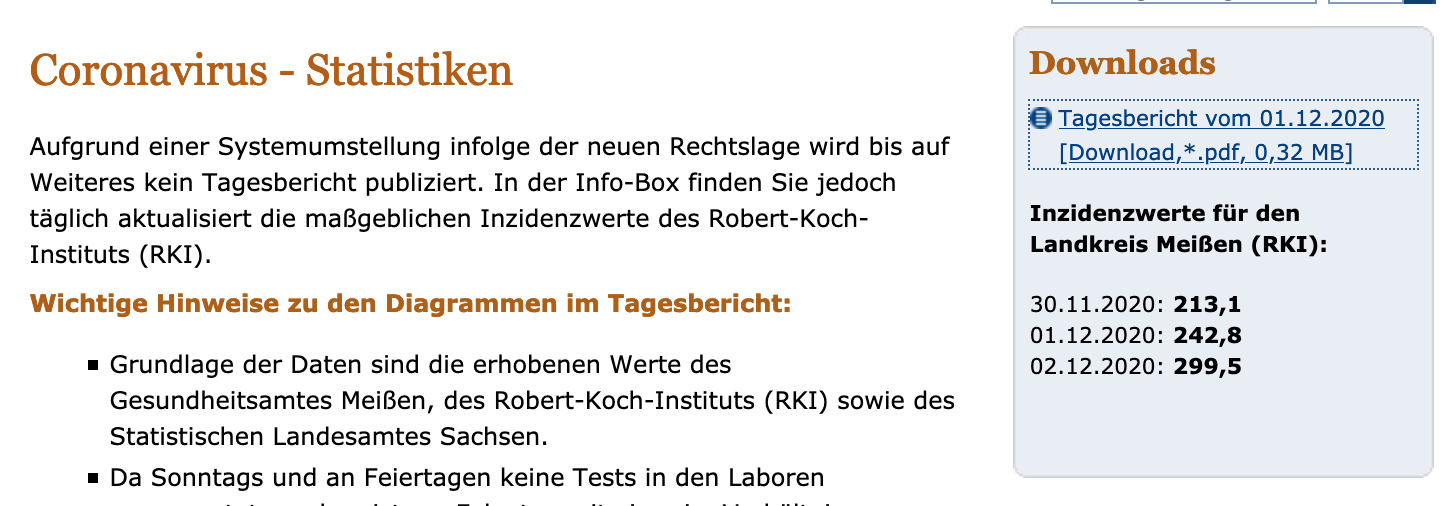 Coronavirus - Statistiken
Aufgrund einer Systemumstellung infolge der neuen Rechtslage wird bis auf
Weiteres kein Tagesbericht publiziert. In der Info-Box finden Sie jedoch
täglich aktualisiert die maßgeblichen Inzidenzwerte des Robert-Koch-
Instituts (RKI).
Wichtige Hinweise zu den Diagrammen im Tagesbericht:
Grundlage der Daten sind die erhobenen Werte des
Gesundheitsamtes Meißen, des Robert-Koch-Instituts (RKI) sowie des
Statistischen Landesamtes Sachsen.
Da Sonntags und an Feiertagen keine Tests in den Laboren
Downloads
Tagesbericht vom 01.12.2020
[Download,*.pdf, 0,32 MB]
Inzidenzwerte für den
Landkreis Meißen (RKI):
30.11.2020: 213,1
01.12.2020: 242,8
02.12.2020: 299,5